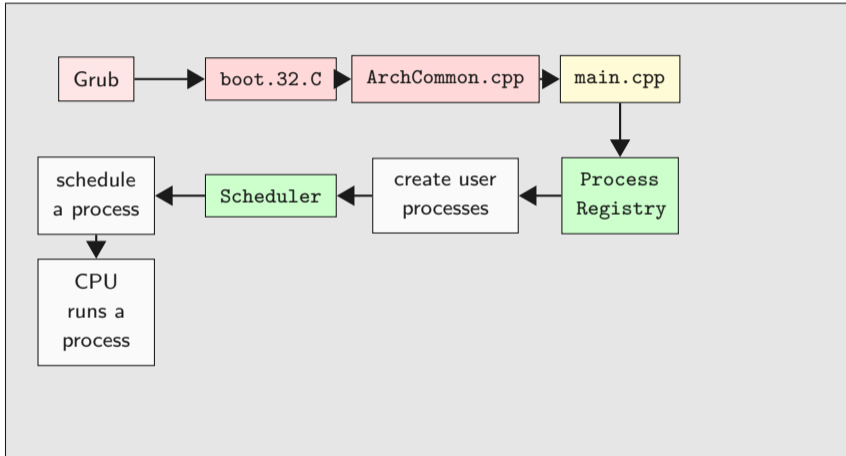 Grub
boot.32.C
ArchCommon.cpp
main.cpp
schedule
a process
Scheduler
create user
processes
Process
Registry
CPU
runs a
process